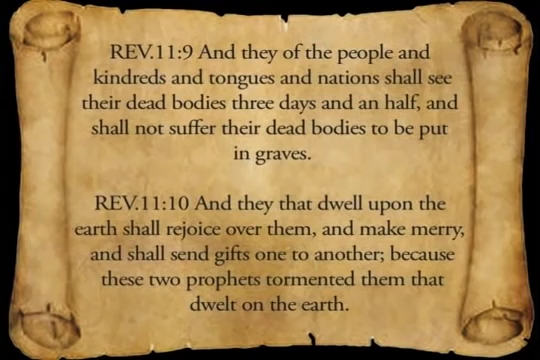 REV.11:9 And they of the people and
kindreds and tongues and nations shall see
their dead bodies three days and an half, and
shall not suffer their dead bodies to be put
in graves.
REV.11:10 And they that dwell upon the
earth shall rejoice over them, and make merry,
and shall send gifts one to another; because
these two prophets tormented them that
dwelt on the earth.